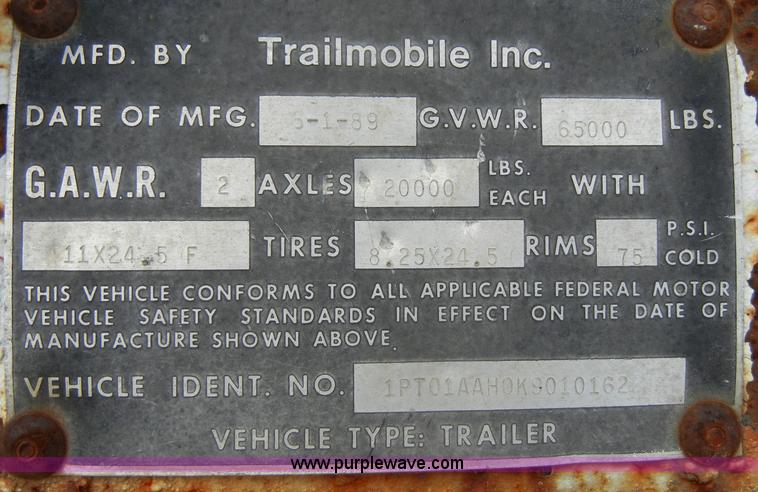 MFD. BY Trailmobile Inc.
DATE OF MFG. 5-1-89 G.V.W.R. 65000 LBS.
G.A.W.R. 2 AXLES 20000 LBS. EACH WITH
11X24.5 F TIRES 8.25X24.5 RIMS 75 P.S.I. COLD
THIS VEHICLE CONFORMS TO ALL APPLICABLE FEDERAL MOTOR
VEHICLE SAFETY STANDARDS IN EFFECT ON THE DATE OF
MANUFACTURE SHOWN ABOVE.
VEHICLE IDENT. NO. 1PT01AAH0K9010162
VEHICLE TYPE: TRAILER
www.purplewave.com